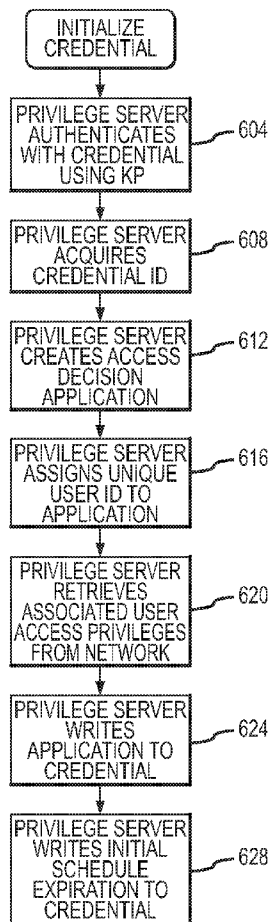 INITIALIZE
CREDENTIAL
PRIVILEGE SERVER
AUTHENTICATES
WITH CREDENTIAL
USING KP
604
PRIVILEGE SERVER
ACQUIRES
CREDENTIAL ID
608
PRIVILEGE SERVER
CREATES ACCESS
DECISION
APPLICATION
612
PRIVILEGE SERVER
ASSIGNS UNIQUE
USER ID TO
APPLICATION
616
PRIVILEGE SERVER
RETRIEVES
ASSOCIATED USER
ACCESS PRIVILEGES
FROM NETWORK
620
PRIVILEGE SERVER
WRITES
APPLICATION TO
CREDENTIAL
624
PRIVILEGE SERVER
WRITES INITIAL
SCHEDULE
EXPIRATION TO
CREDENTIAL
628